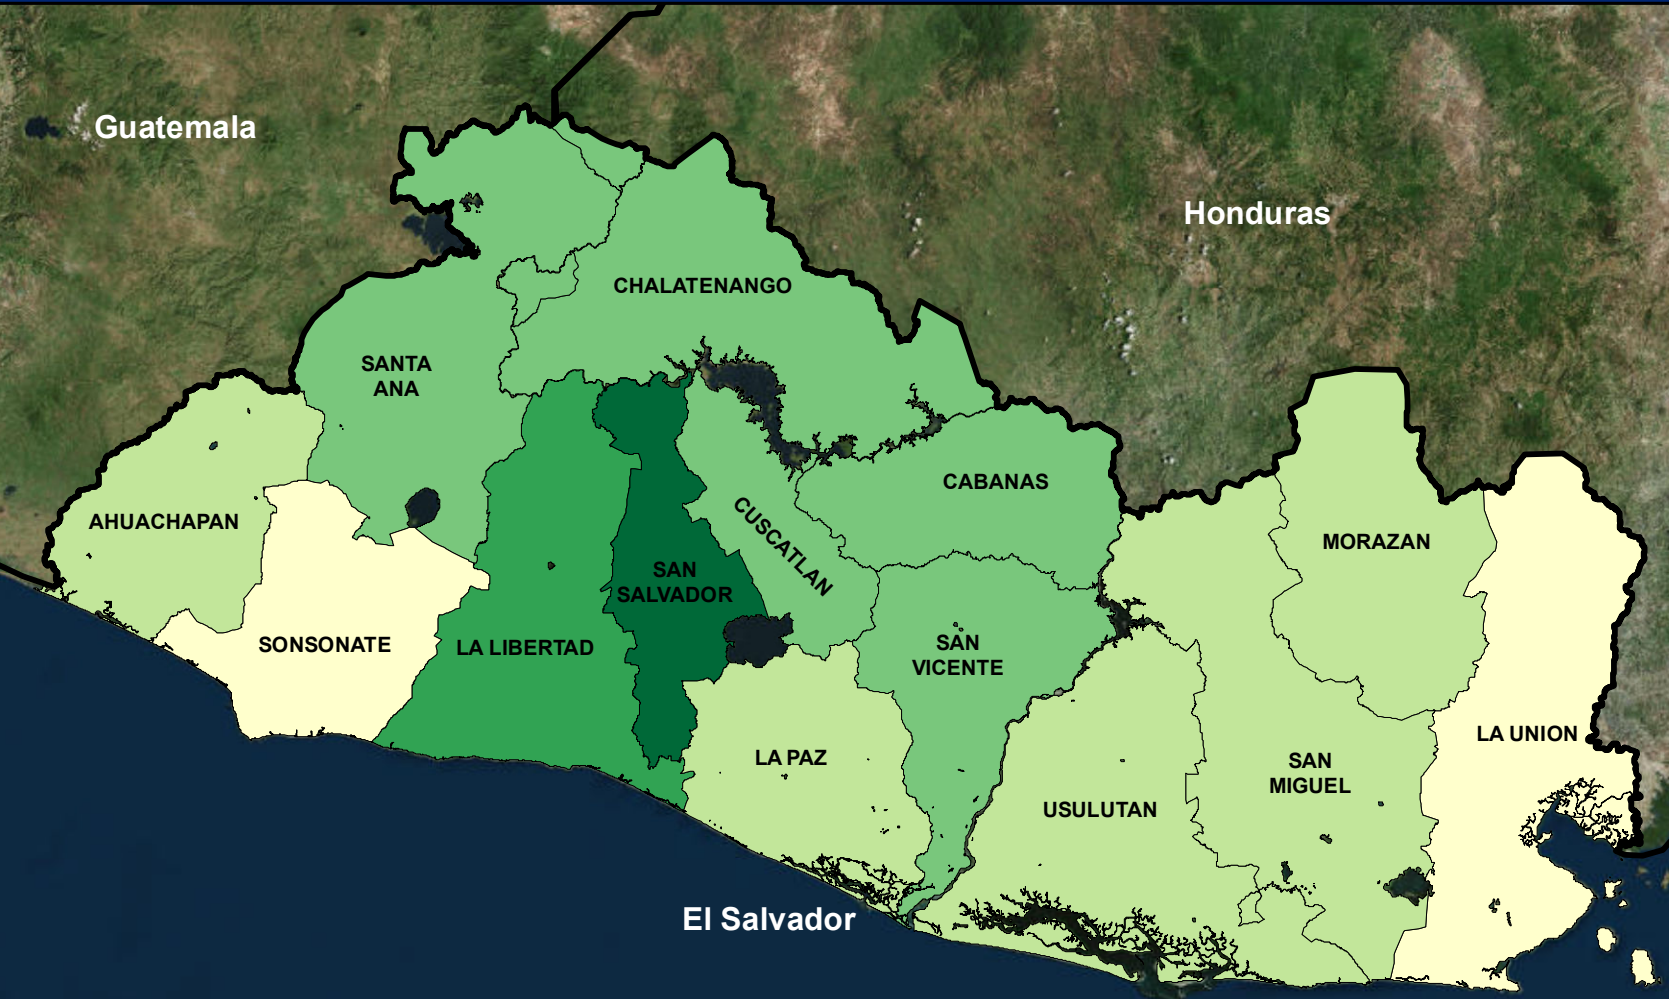 Guatemala
Honduras
CHALATENANGO
SANTA
ANA
CABANAS
AHUACHAPAN
CUSCATLAN
MORAZAN
SAN
SALVADOR
SONSONATE
LA LIBERTAD
SAN
VICENTE
LA UNION
LA PAZ
SAN
MIGUEL
USULUTAN
El Salvador